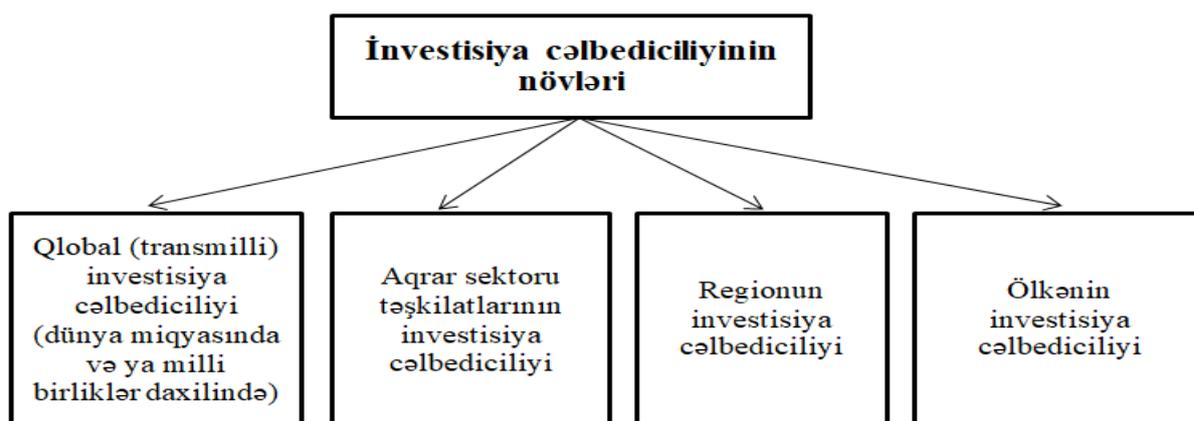 İnvestisiya cəlbediciliyinin
növləri
Qlobal (transmilli)
investisiya
cəlbediciliyi
(dünya miqyasında
və ya milli
birliklər daxilində)
Aqrar sektoru
təşkilatlarının
investisiya
cəlbediciliyi
Regionun
investisiya
cəlbediciliyi
Ölkənin
investisiya
cəlbediciliyi